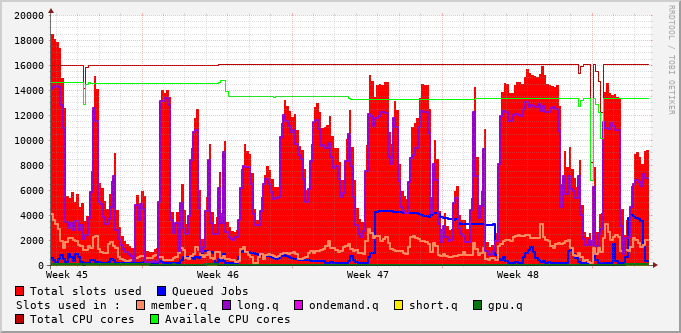 20000
18000
16000
14000
12000
10000
8000
6000
4000
2000
0
Week 45 Week 46 Week 47 Week 48
RRDTOOL / TOBI OETIKER
Total slots used Queued Jobs
Slots used in : member.q long.q ondemand.q short.q gpu.q
Total CPU cores Availale CPU cores